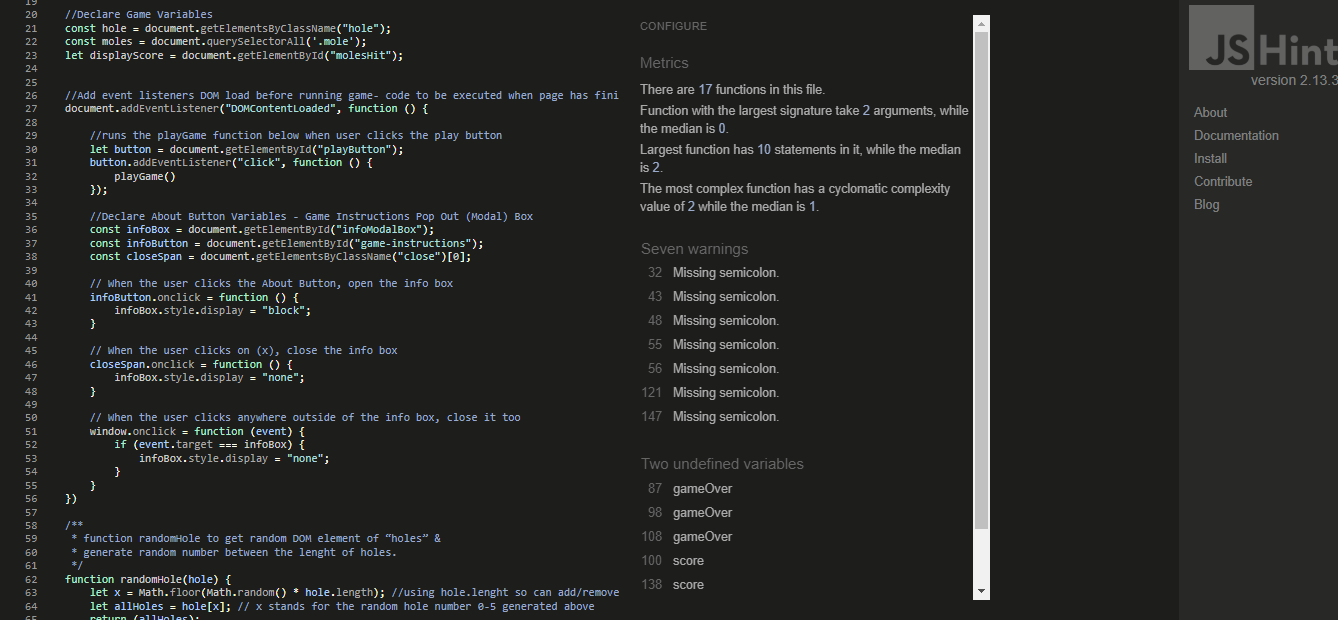 19
20 //Declare Game Variables
21 const hole = document.getElementsByClassName("hole");
22 const moles = document.querySelectorAll('.mole');
23 let displayScore = document.getElementById("molesHit");
24
25
26 //Add event listeners DOM load before running game- code to be executed when page has fini
27 document.addEventListener("DOMContentLoaded", function () {
28
29 //runs the playGame function below when user clicks the play button
30 let button = document.getElementById("playButton");
31 button.addEventListener("click", function () {
32 playGame()
33 });
34
35 //Declare About Button Variables - Game Instructions Pop Out (Modal) Box
36 const infoBox = document.getElementById("infoModalBox");
37 const infoButton = document.getElementById("game-instructions");
38 const closeSpan = document.getElementsByClassName("close")[0];
39
40 // When the user clicks the About Button, open the info box
41 infoButton.onclick = function () {
42 infoBox.style.display = "block";
43 }
44
45 // When the user clicks on (x), close the info box
46 closeSpan.onclick = function () {
47 infoBox.style.display = "none";
48 }
49
50 // When the user clicks anywhere outside of the info box, close it too
51 window.onclick = function (event) {
52 if (event.target === infoBox) {
53 infoBox.style.display = "none";
54 }
55 }
56 })
57
58 /**
59 * function randomHole to get random DOM element of “holes” &
60 * generate random number between the lenght of holes.
61 */
62 function randomHole(hole) {
63 let x = Math.floor(Math.random() * hole.length); //using hole.lenght so can add/remove
64 let allHoles = hole[x]; // x stands for the random hole number 0-5 generated above
65 return (allHoles);
CONFIGURE
Metrics
There are 17 functions in this file.
Function with the largest signature take 2 arguments, while
the median is 0.
Largest function has 10 statements in it, while the median
is 2.
The most complex function has a cyclomatic complexity
value of 2 while the median is 1.
Seven warnings
32 Missing semicolon.
43 Missing semicolon.
48 Missing semicolon.
55 Missing semicolon.
56 Missing semicolon.
121 Missing semicolon.
147 Missing semicolon.
Two undefined variables
87 gameOver
98 gameOver
108 gameOver
100 score
138 score
JSHint
version 2.13.3
About
Documentation
Install
Contribute
Blog